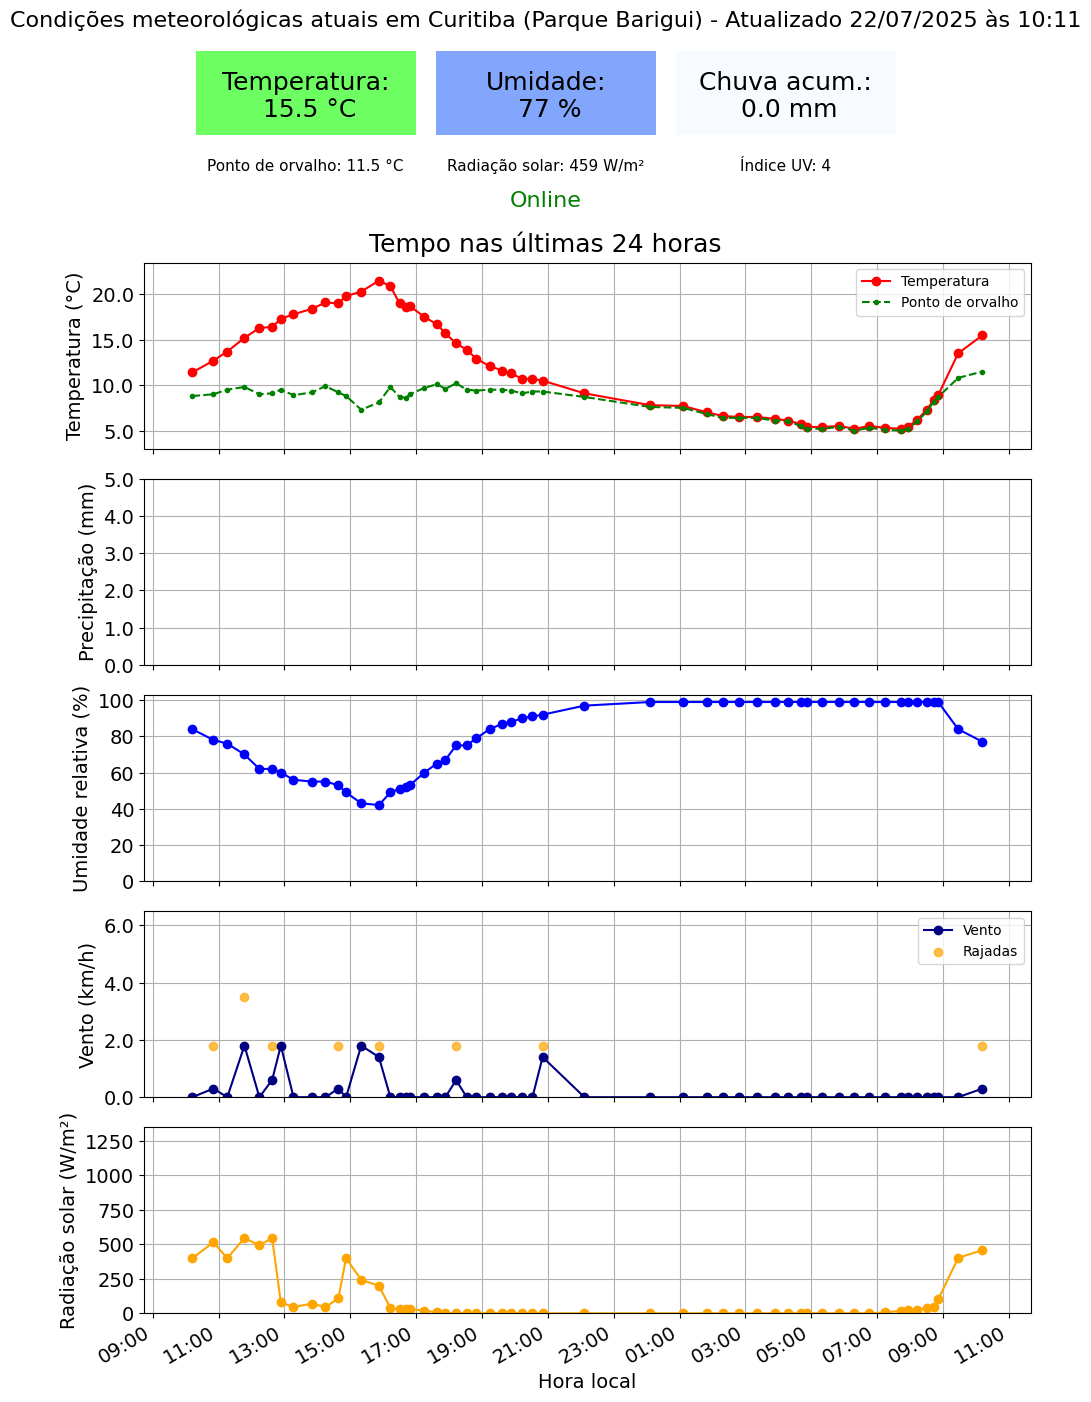 Condições meteorológicas atuais em Curitiba (Parque Barigui) - Atualizado 22/07/2025 às 10:11
Temperatura:
15.5 °C
Umidade:
77 %
Chuva acum.:
0.0 mm
Ponto de orvalho: 11.5 °C
Radiação solar: 459 W/m²
Índice UV: 4
Online
Tempo nas últimas 24 horas
Temperatura (°C)
20.0
15.0
10.0
5.0
Temperatura
Ponto de orvalho
Precipitação (mm)
5.0
4.0
3.0
2.0
1.0
0.0
Umidade relativa (%)
100
80
60
40
20
0
Vento (km/h)
6.0
4.0
2.0
0.0
Vento
Rajadas
Radiação solar (W/m²)
1250
1000
750
500
250
0
09:00 11:00 13:00 15:00 17:00 19:00 21:00 23:00 01:00 03:00 05:00 07:00 09:00 11:00
Hora local